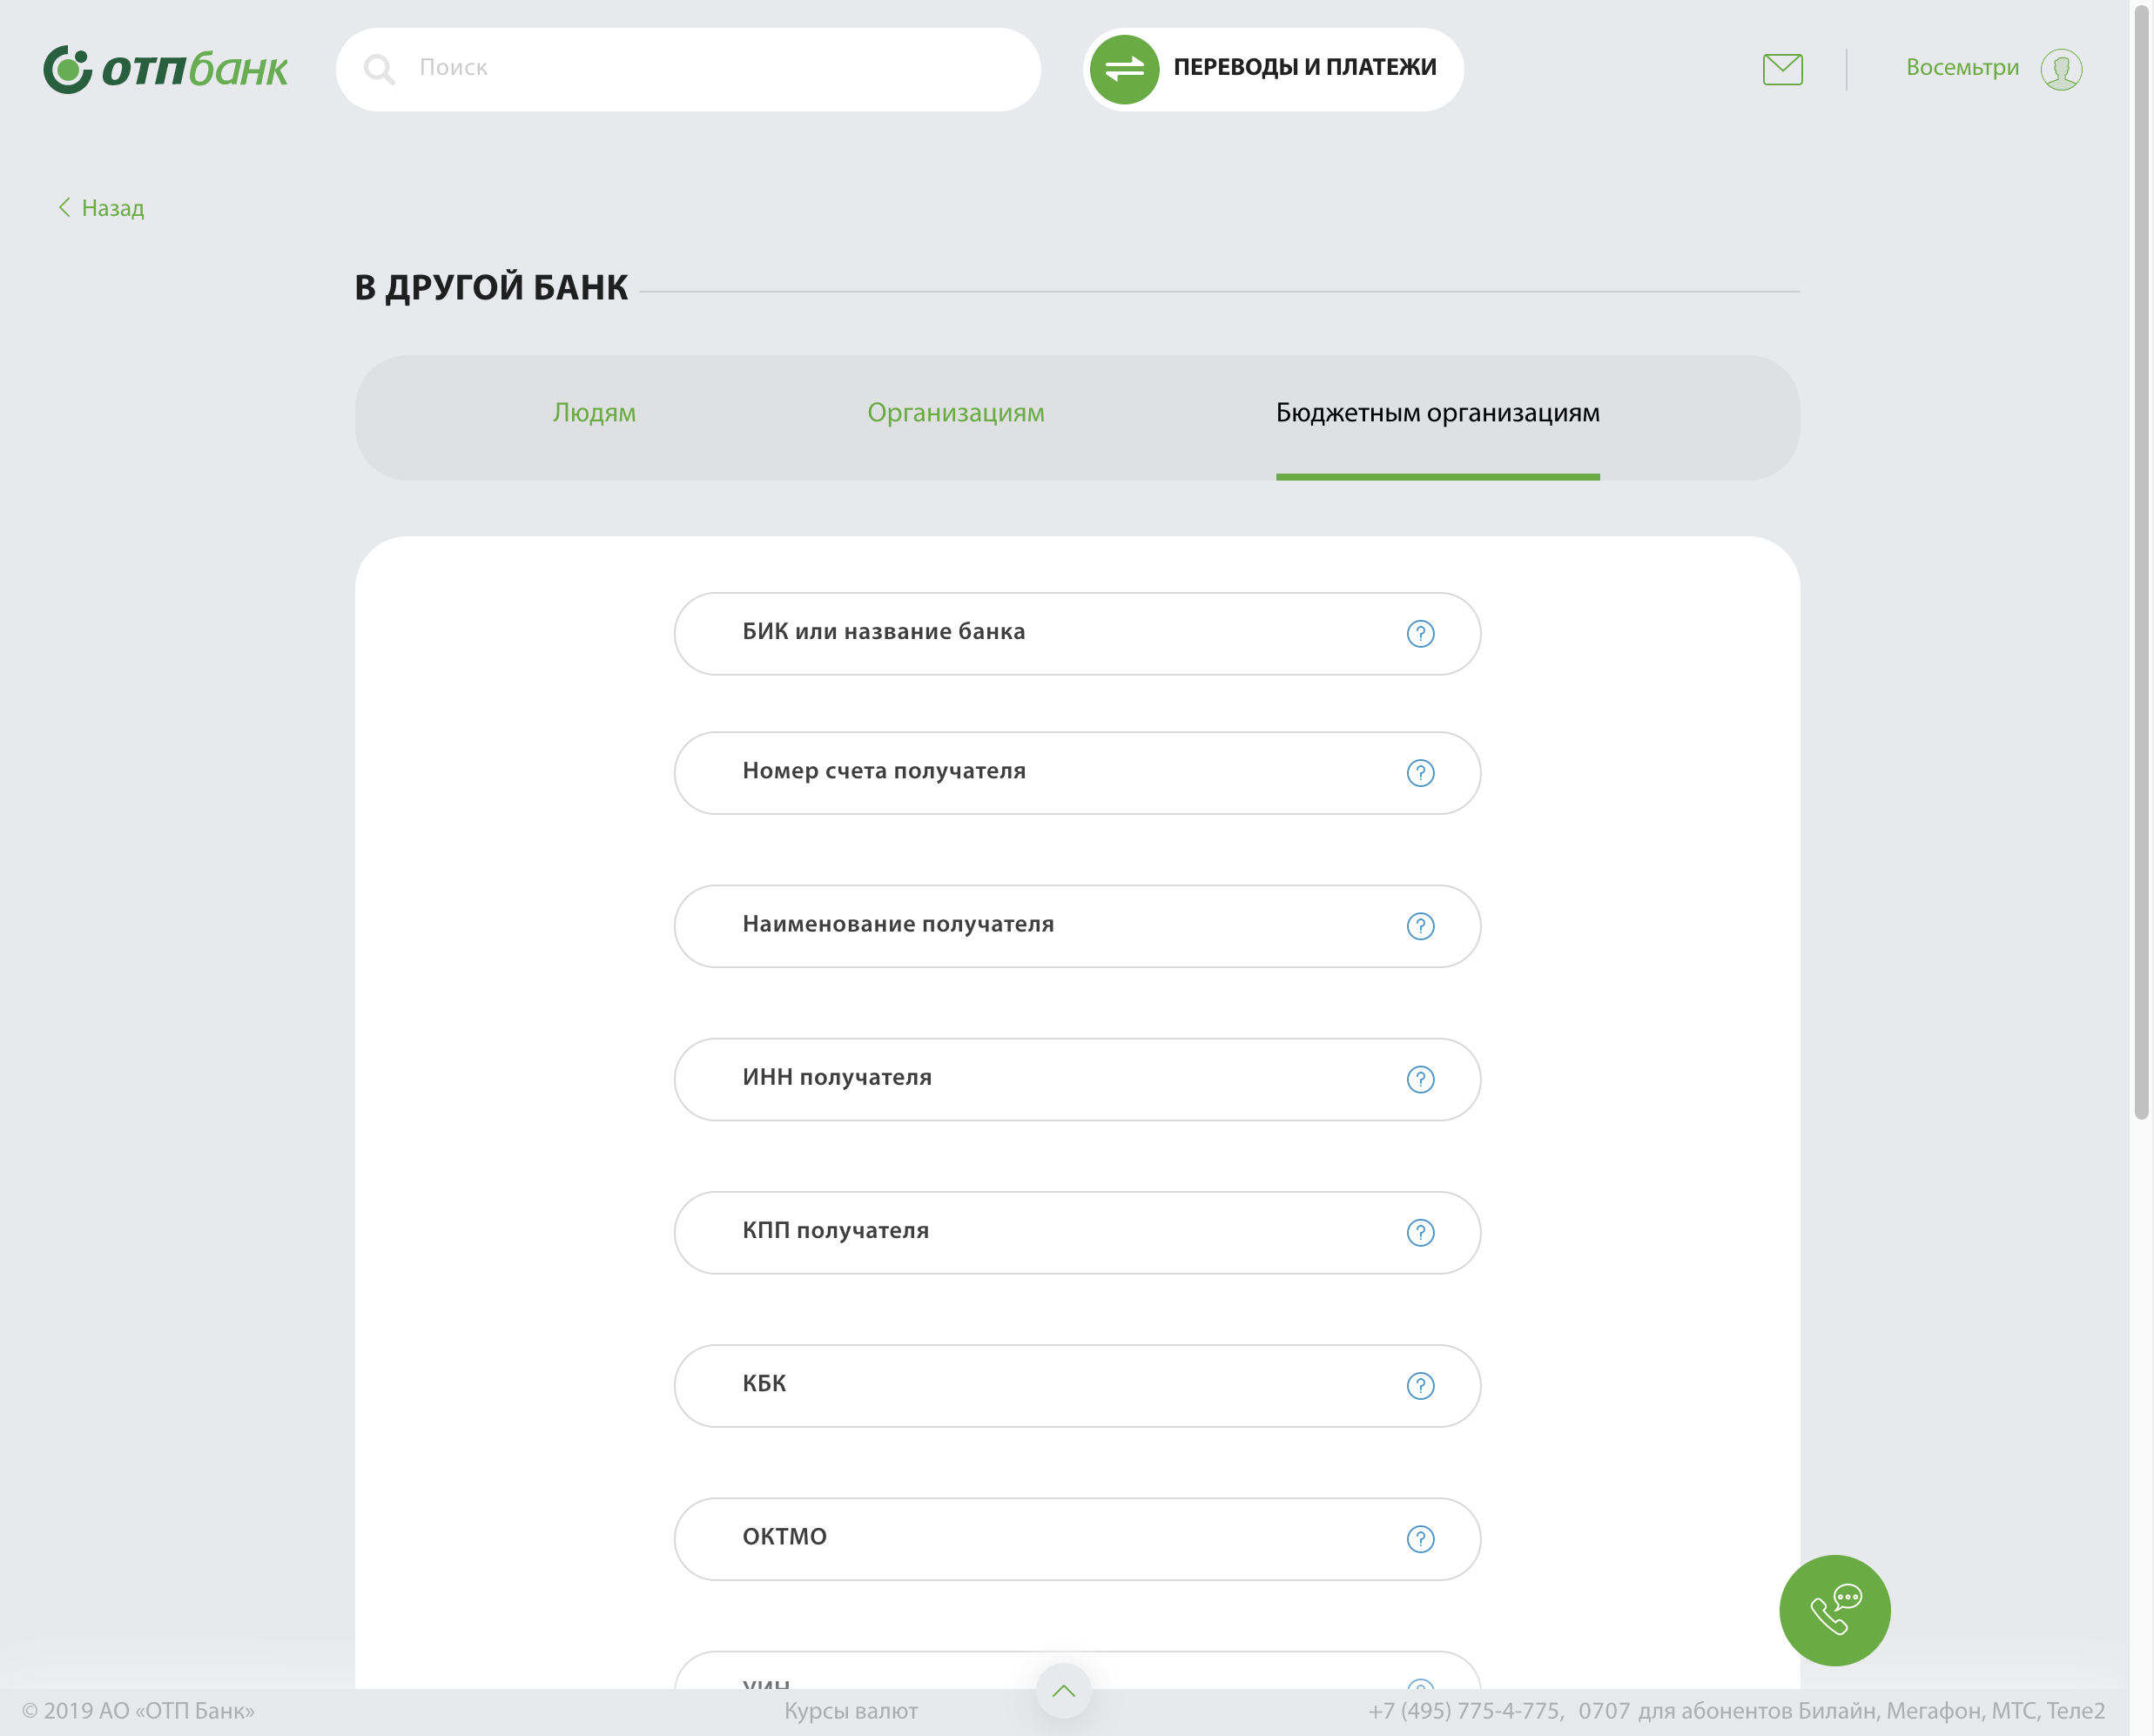 ОТПбанк
Поиск
ПЕРЕВОДЫ И ПЛАТЕЖИ
Восемьтри
Назад
В ДРУГОЙ БАНК
Людям
Организациям
Бюджетным организациям
БИК или название банка
Номер счета получателя
Наименование получателя
ИНН получателя
КПП получателя
КБК
ОКТМО
УИН
© 2019 АО «ОТП Банк»
Курсы валют
+7 (495) 775-4-775, 0707 для абонентов Билайн, Мегафон, МТС, Теле2